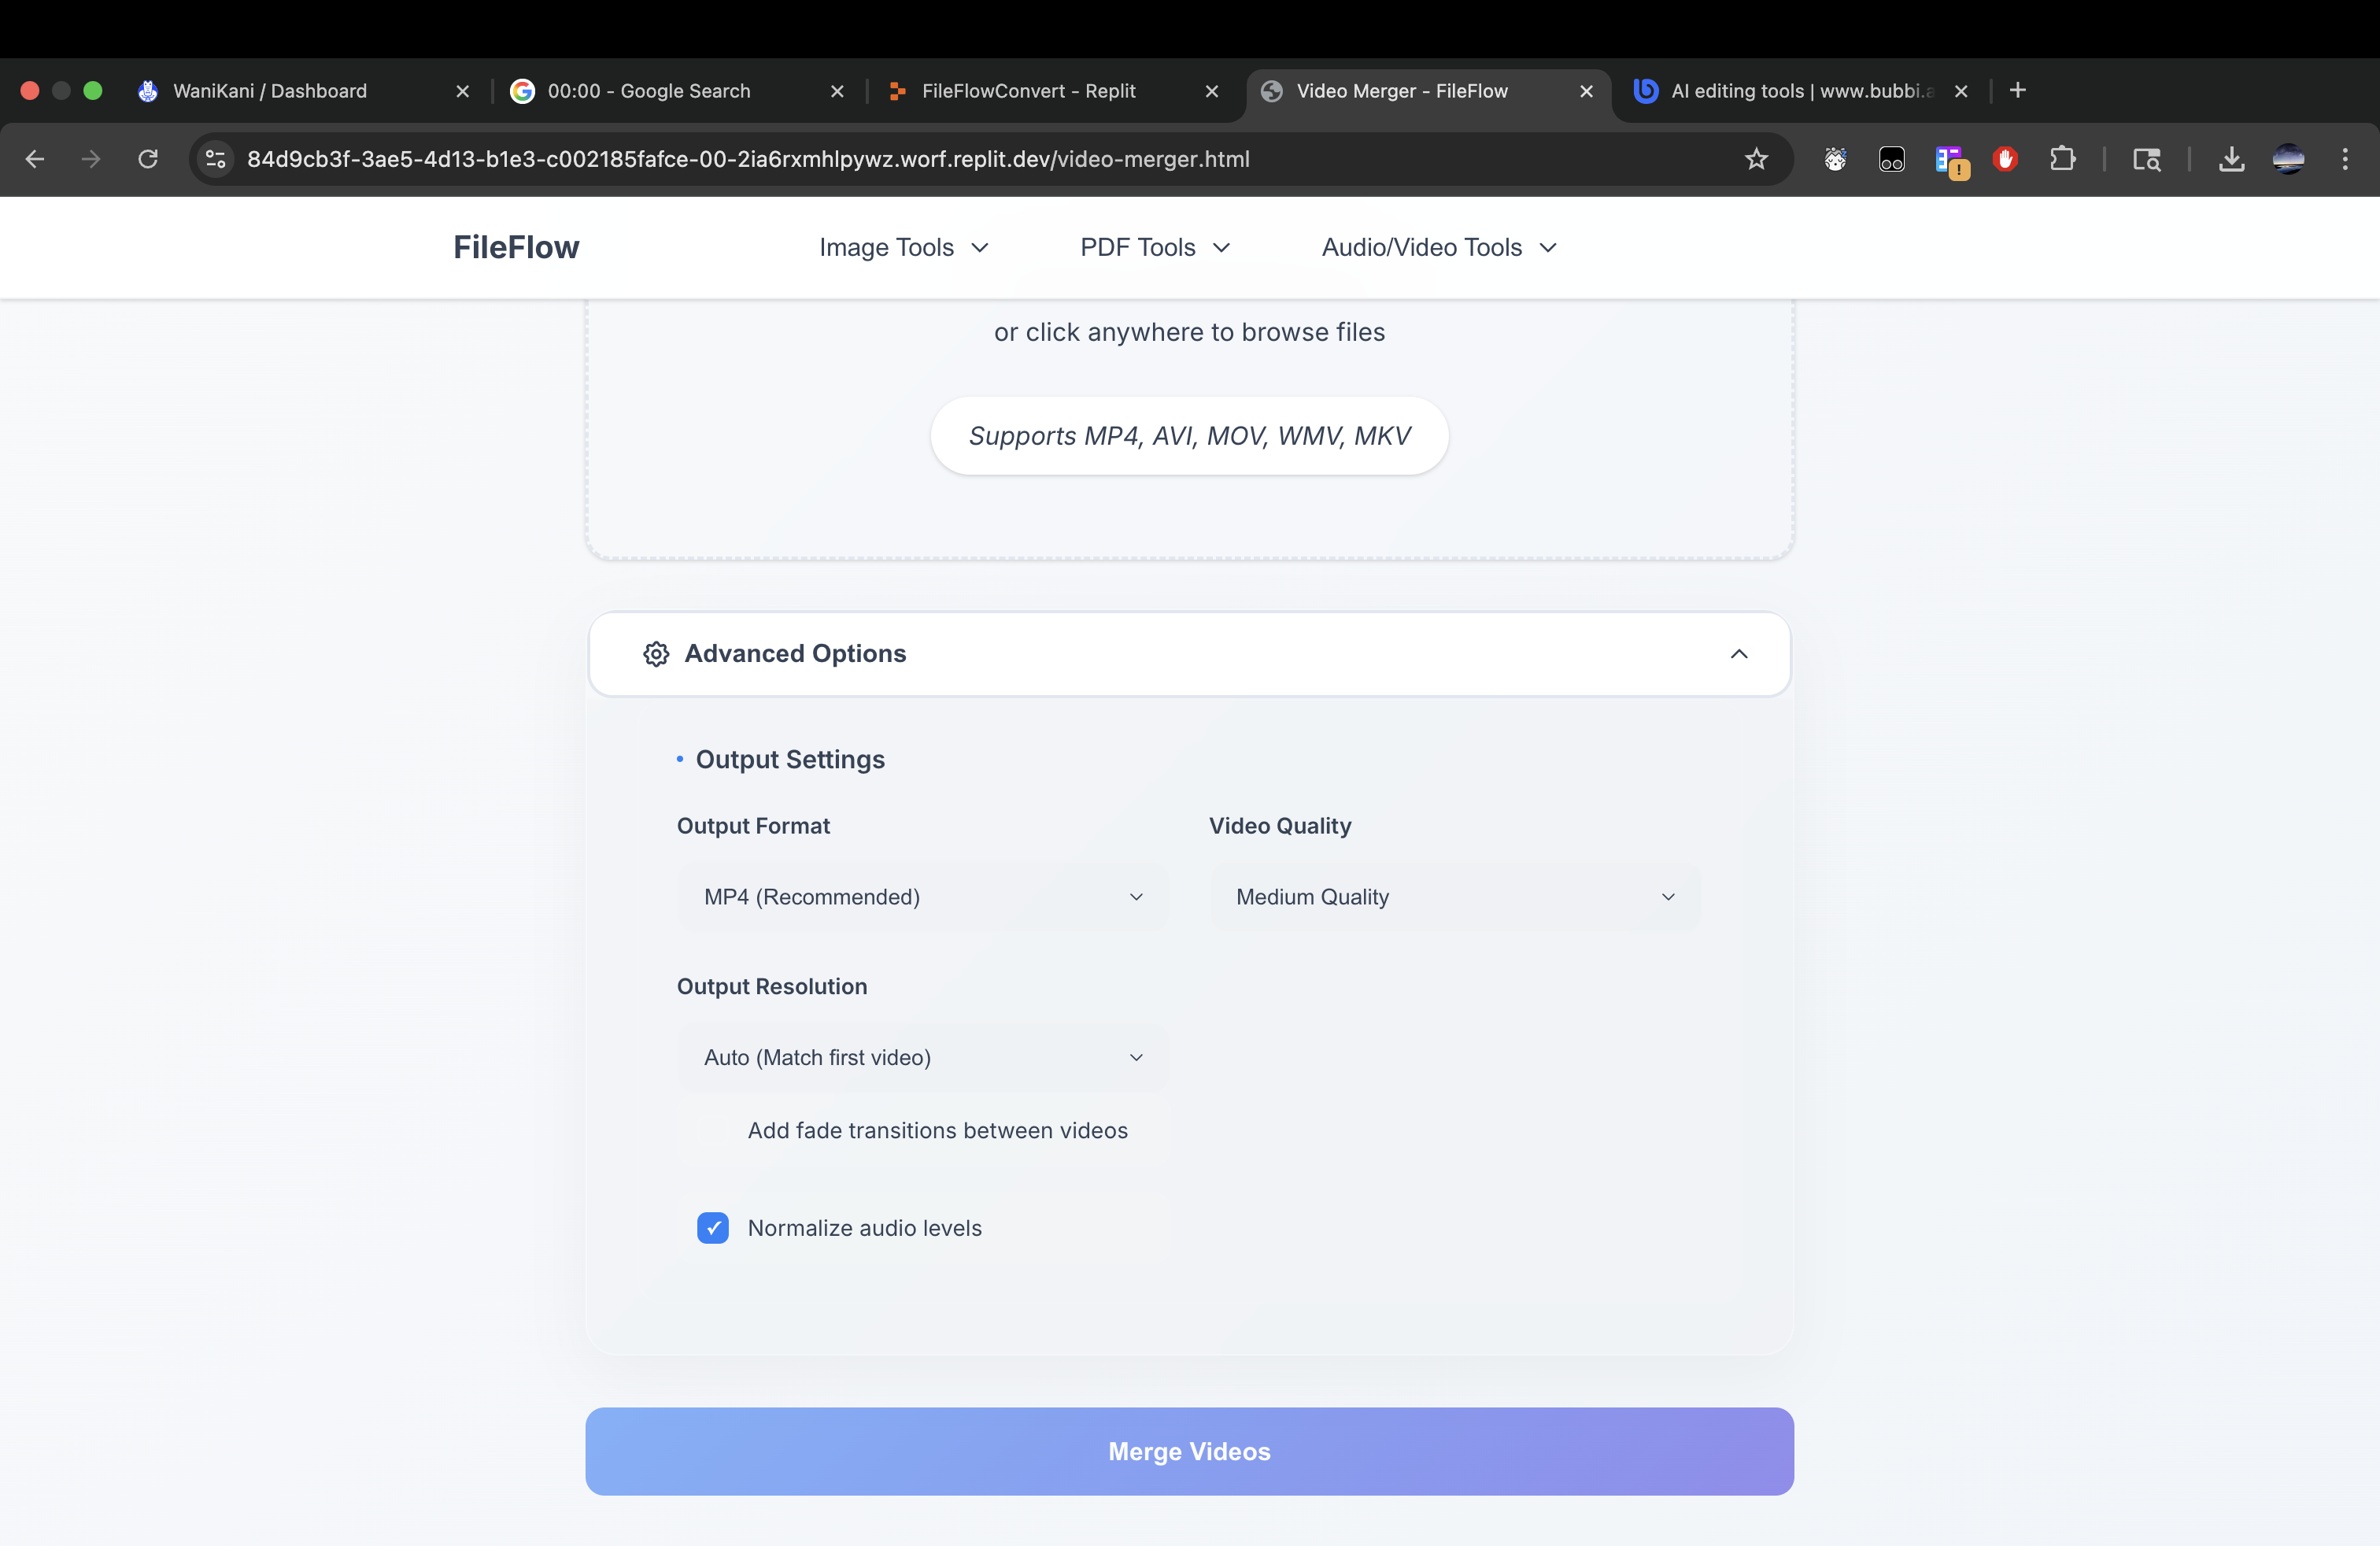 WaniKani / Dashboard
00:00 - Google Search
FileFlowConvert - Replit
Video Merger - FileFlow
AI editing tools | www.bubbi.a
84d9cb3f-3ae5-4d13-b1e3-c002185fafce-00-2ia6rxmhlpywz.worf.replit.dev/video-merger.html
FileFlow
Image Tools
PDF Tools
Audio/Video Tools
or click anywhere to browse files
Supports MP4, AVI, MOV, WMV, MKV
Advanced Options
Output Settings
Output Format
Video Quality
MP4 (Recommended)
Medium Quality
Output Resolution
Auto (Match first video)
Add fade transitions between videos
Normalize audio levels
Merge Videos